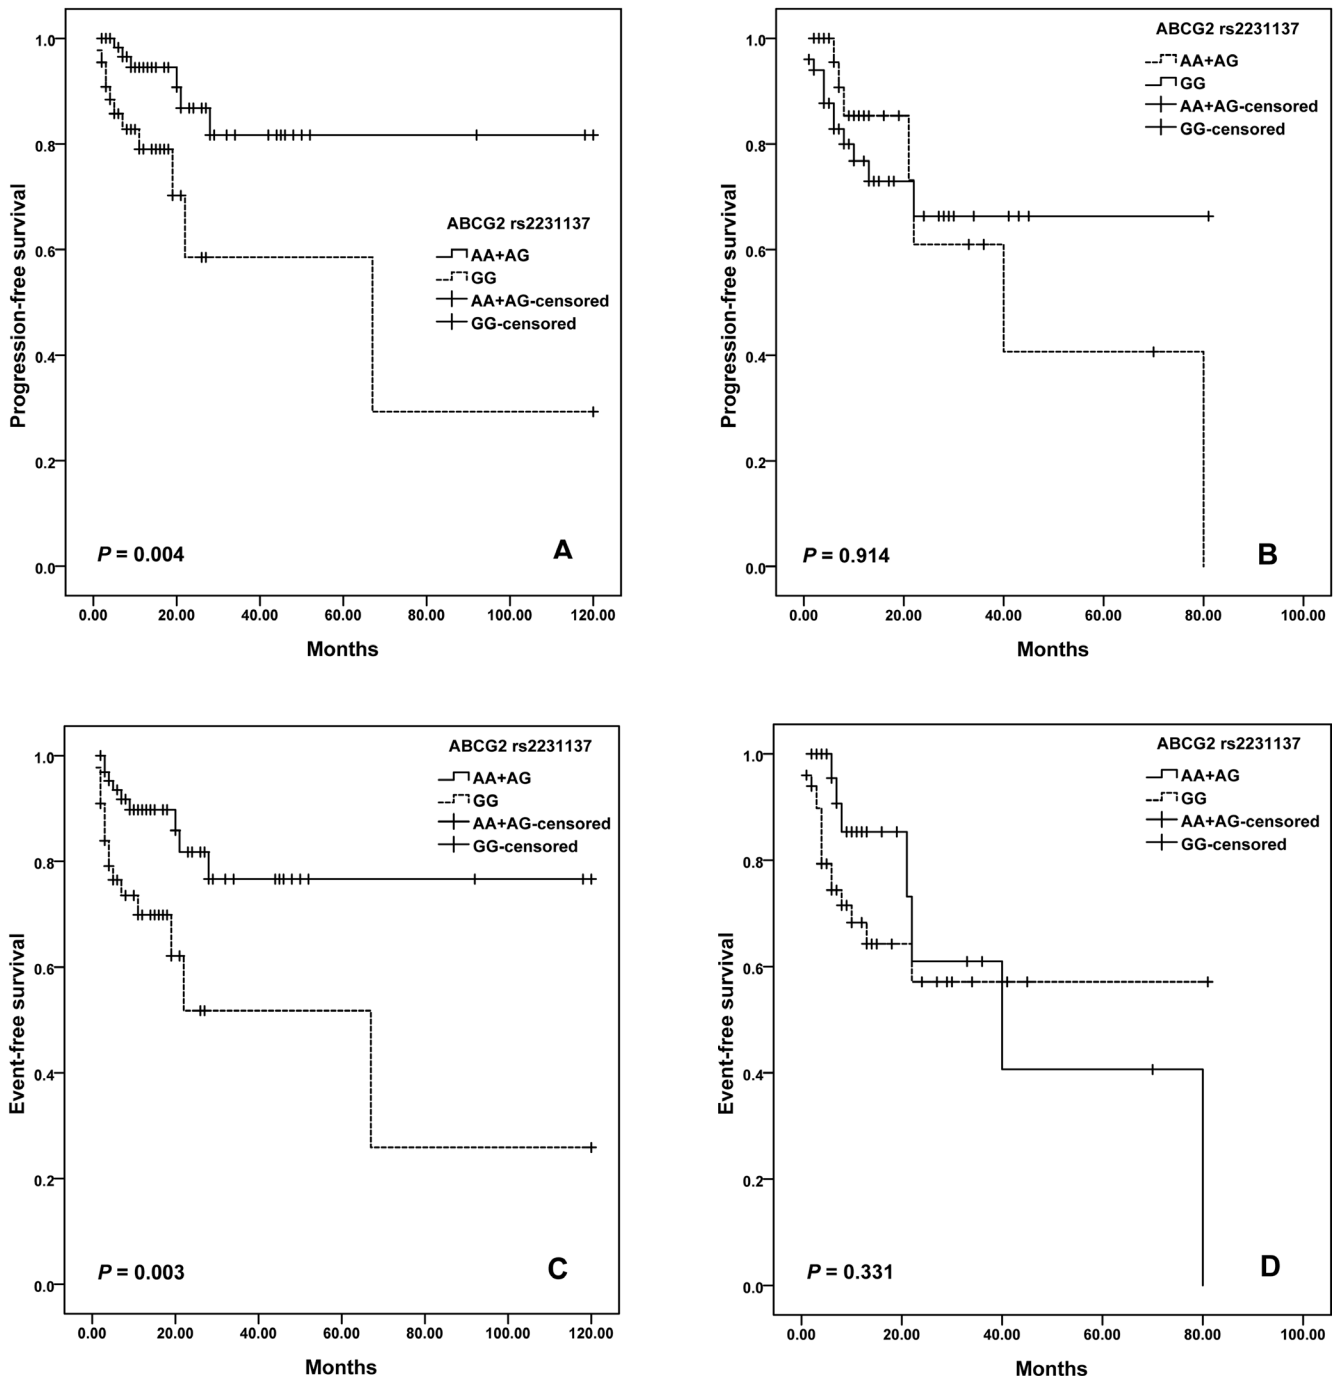 1.0
0.8
0.6
0.4
0.2
0.0
Progression-free survival
ABCG2 rs2231137
AA+AG
GG
AA+AG-censored
GG-censored
P = 0.004
A
0.00 20.00 40.00 60.00 80.00 100.00 120.00
Months
1.0
0.8
0.6
0.4
0.2
0.0
Progression-free survival
ABCG2 rs2231137
AA+AG
GG
AA+AG-censored
GG-censored
P = 0.914
B
0.00 20.00 40.00 60.00 80.00 100.00
Months
1.0
0.8
0.6
0.4
0.2
0.0
Event-free survival
ABCG2 rs2231137
AA+AG
GG
AA+AG-censored
GG-censored
P = 0.003
C
0.00 20.00 40.00 60.00 80.00 100.00 120.00
Months
1.0
0.8
0.6
0.4
0.2
0.0
Event-free survival
ABCG2 rs2231137
AA+AG
GG
AA+AG-censored
GG-censored
P = 0.331
D
0.00 20.00 40.00 60.00 80.00 100.00
Months